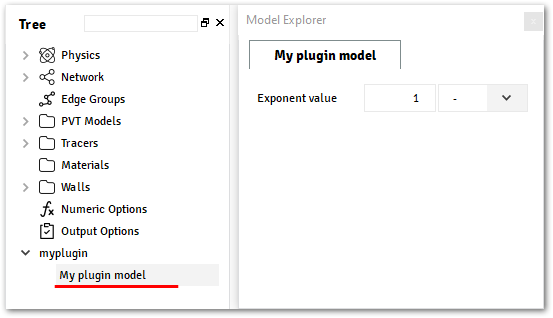 Tree
Physics
Network
Edge Groups
PVT Models
Tracers
Materials
Walls
Numeric Options
Output Options
myplugin
My plugin model
Model Explorer
My plugin model
Exponent value 1 -